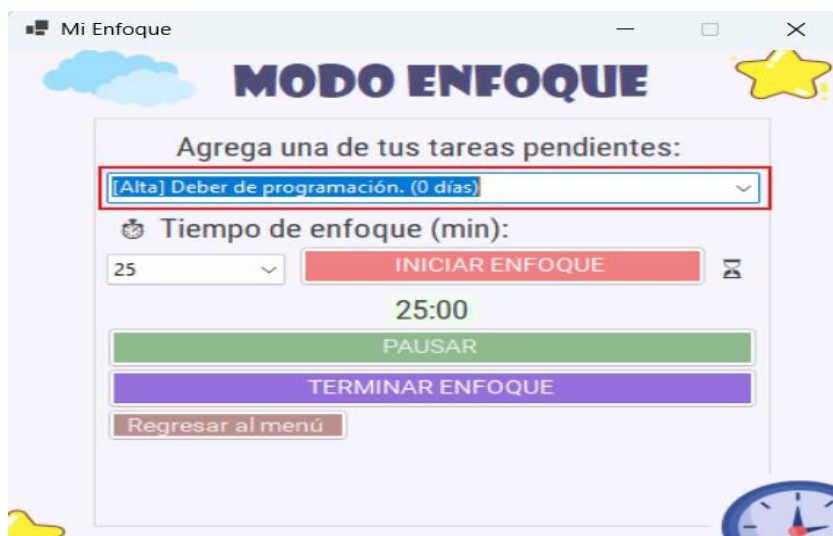 Mi Enfoque
MODO ENFOQUE
Agrega una de tus tareas pendientes:
[Alta] Deber de programación. (0 días)
Tiempo de enfoque (min):
25 INICIAR ENFOQUE
25:00
PAUSAR
TERMINAR ENFOQUE
Regresar al menú